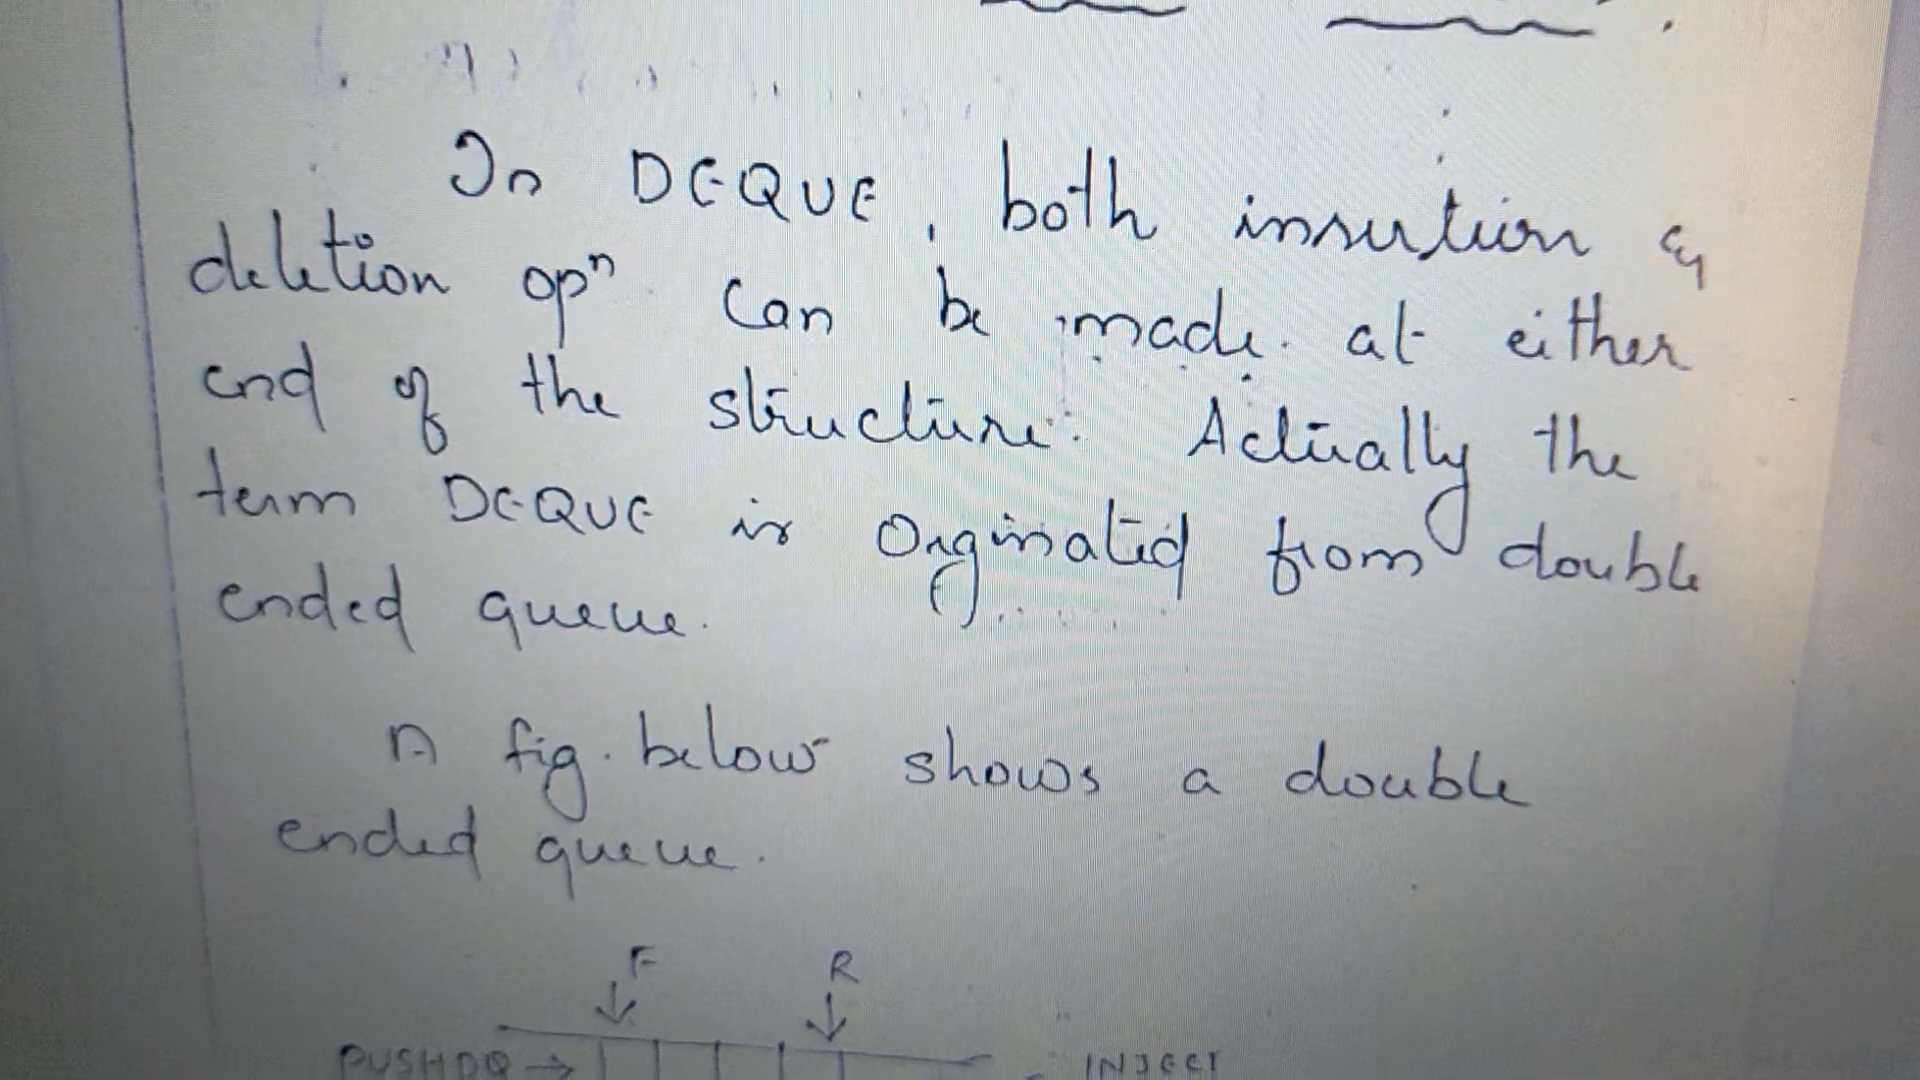 In DEQUE, both insertion &
deletion opⁿ can be made at either
end of the structure. Actually the
term DEQUE is orginated from double
ended queue.
A fig. below shows a double
ended queue.
F R
PUSHDQ → INJECT